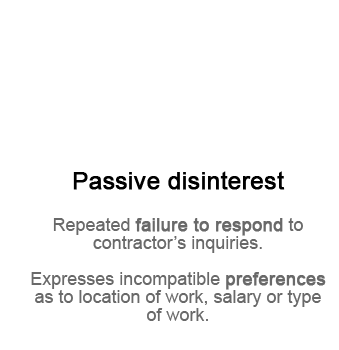 Passive disinterest
Repeated failure to respond to
contractor’s inquiries.
Expresses incompatible preferences
as to location of work, salary or type
of work.